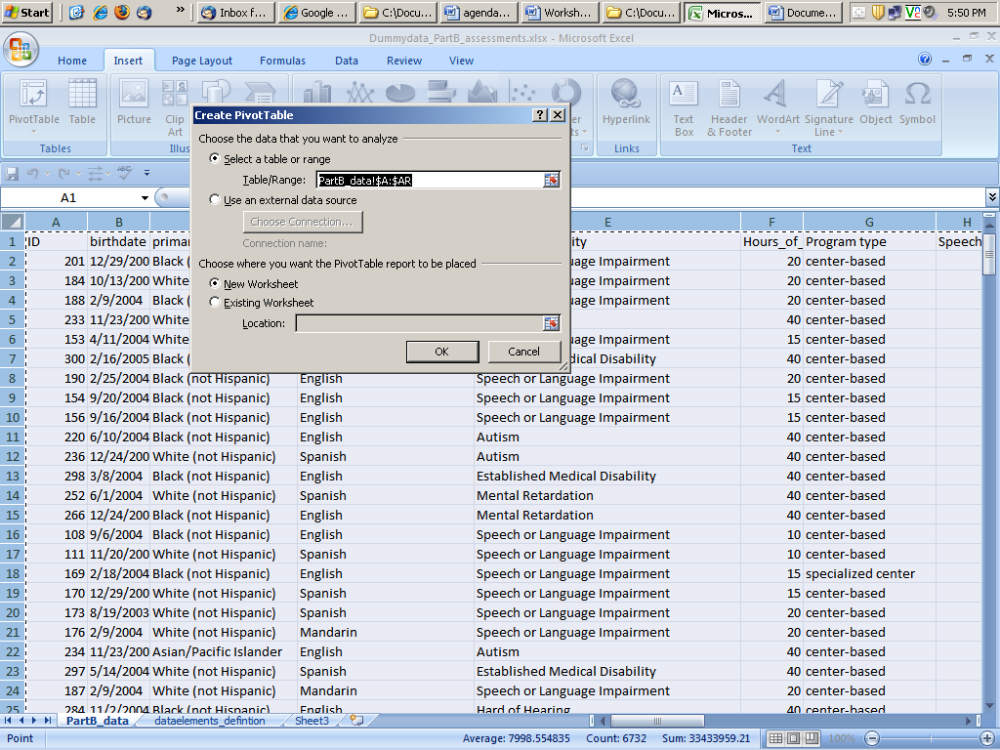 Start
Inbox f...
Google ...
C:\Docu...
agenda...
Worksh...
C:\Docu...
Micros...
Docume...
5:50 PM
Dummydata_PartB_assessments.xlsx - Microsoft Excel
Home Insert Page Layout Formulas Data Review View
PivotTable Table Picture Clip Art Hyperlink Text Box Header & Footer WordArt Signature Line Object Symbol
Tables Illus Links Text
A1
Create PivotTable
Choose the data that you want to analyze
Select a table or range
Table/Range: PartB_data!$A:$AR
Use an external data source
Choose Connection...
Connection name:
Choose where you want the PivotTable report to be placed
New Worksheet
Existing Worksheet
Location:
OK Cancel
A B E F G H
1 ID birthdate primar ity Hours_of_ Program type Speech
2 201 12/29/200 Black ( guage Impairment 20 center-based
3 184 10/13/200 White guage Impairment 20 center-based
4 188 2/9/2004 Black ( guage Impairment 20 center-based
5 233 11/23/200 White 40 center-based
6 153 4/11/2004 White guage Impairment 15 center-based
7 300 2/16/2005 Black ( dical Disability 40 center-based
8 190 2/25/2004 Black (not Hispanic) English Speech or Language Impairment 20 center-based
9 154 9/20/2004 Black (not Hispanic) English Speech or Language Impairment 15 center-based
10 156 9/16/2004 Black (not Hispanic) English Speech or Language Impairment 15 center-based
11 220 6/10/2004 Black (not Hispanic) English Autism 40 center-based
12 236 12/24/200 White (not Hispanic) Spanish Autism 40 center-based
13 298 3/8/2004 Black (not Hispanic) English Established Medical Disability 40 center-based
14 252 6/1/2004 White (not Hispanic) Spanish Mental Retardation 40 center-based
15 266 12/24/200 Black (not Hispanic) English Mental Retardation 40 center-based
16 108 9/6/2004 Black (not Hispanic) English Speech or Language Impairment 10 center-based
17 111 11/20/200 White (not Hispanic) English Speech or Language Impairment 10 center-based
18 169 2/18/2004 Black (not Hispanic) English Speech or Language Impairment 15 specialized center
19 170 12/29/200 White (not Hispanic) Spanish Speech or Language Impairment 15 center-based
20 173 8/19/2003 White (not Hispanic) Spanish Speech or Language Impairment 20 center-based
21 176 2/9/2004 White (not Hispanic) Mandarin Speech or Language Impairment 20 center-based
22 234 11/23/200 Asian/Pacific Islander English Autism 40 center-based
23 297 5/14/2004 White (not Hispanic) Spanish Established Medical Disability 40 center-based
24 187 2/9/2004 White (not Hispanic) Mandarin Speech or Language Impairment 20 center-based
25 284 11/2/2004 Black (not Hispanic) English Hard of Hearing 40 center-based
PartB_data dataelements_defintion Sheet3
Point Average: 7998.554835 Count: 6732 Sum: 33433959.21 100%